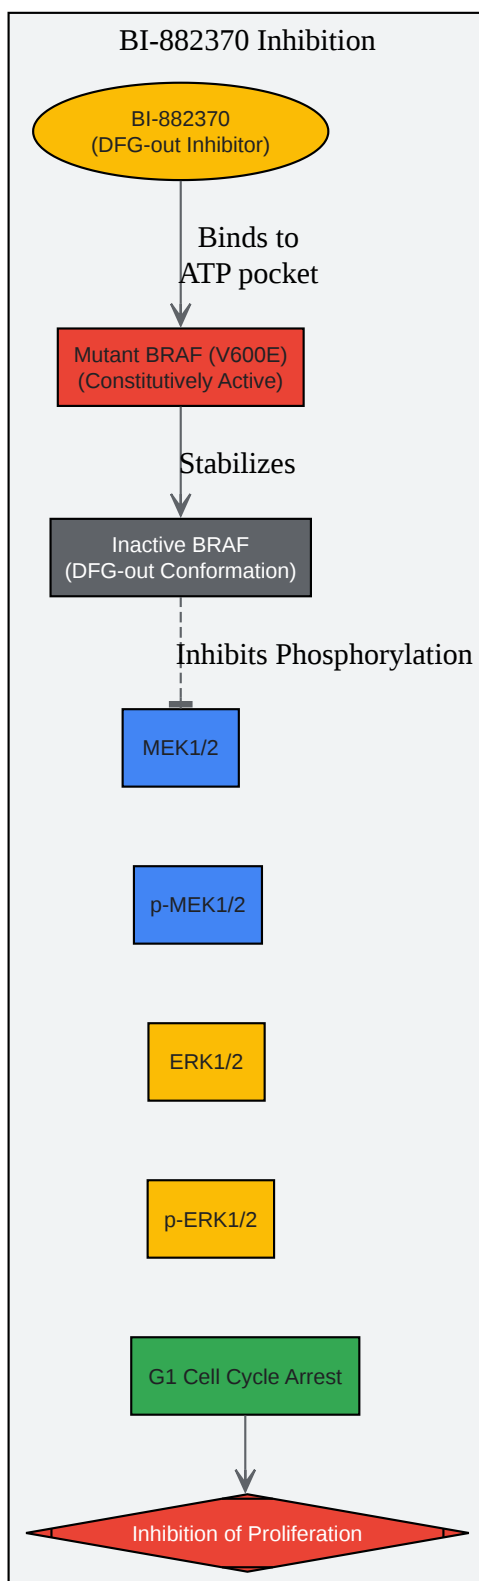 BI-882370 Inhibition
BI-882370
(DFG-out Inhibitor)
Binds to
ATP pocket
Mutant BRAF (V600E)
(Constitutively Active)
Stabilizes
Inactive BRAF
(DFG-out Conformation)
Inhibits Phosphorylation
MEK1/2
p-MEK1/2
ERK1/2
p-ERK1/2
G1 Cell Cycle Arrest
Inhibition of Proliferation